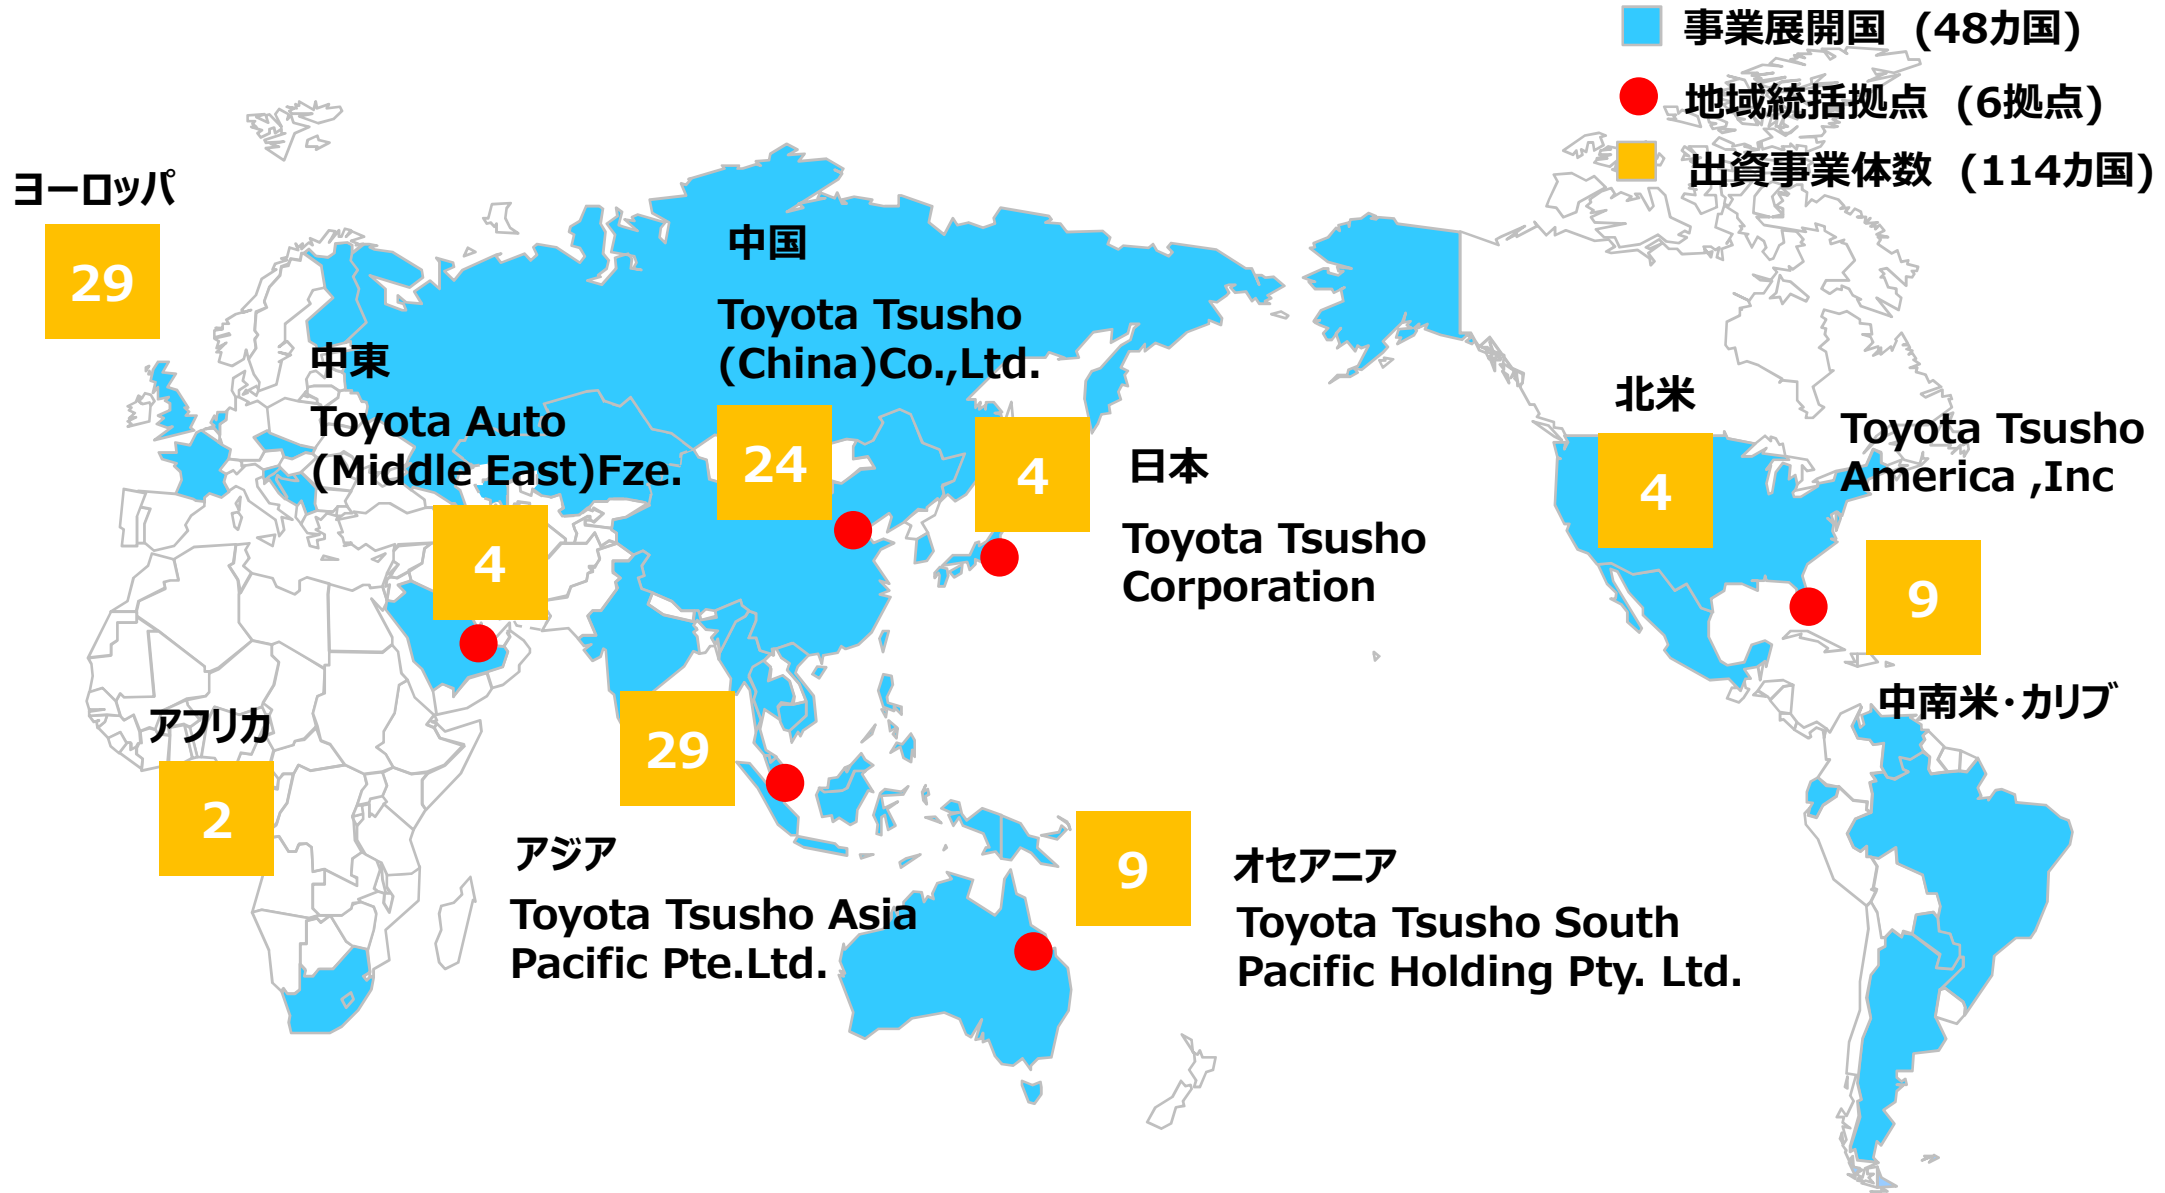 事業展開国 (48カ国)
地域統括拠点 (6拠点)
出資事業体数 (114カ国)
ヨーロッパ
29
中国
Toyota Tsusho
(China)Co.,Ltd.
24
中東
Toyota Auto
(Middle East)Fze.
4
4
日本
Toyota Tsusho
Corporation
北米
4
Toyota Tsusho
America ,Inc
9
中南米・カリブ
アフリカ
2
29
アジア
Toyota Tsusho Asia
Pacific Pte.Ltd.
9
オセアニア
Toyota Tsusho South
Pacific Holding Pty. Ltd.